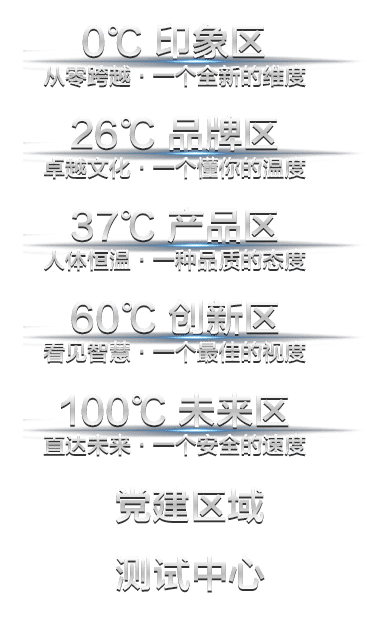 0℃ 印象区
从零跨越·一个全新的维度
26℃ 品牌区
卓越文化·一个懂你的温度
37℃ 产品区
人体恒温·一种品质的态度
60℃ 创新区
看见智慧·一个最佳的视度
100℃ 未来区
直达未来·一个安全的速度
党建区域
测试中心